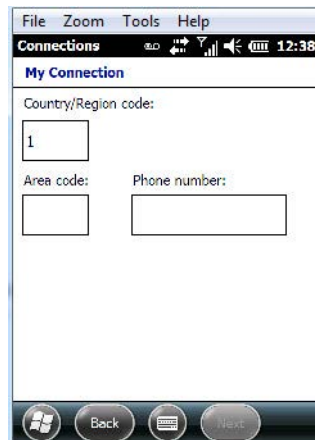 File Zoom Tools Help
Connections 12:38
My Connection
Country/Region code:
1
Area code: Phone number:
Back Next